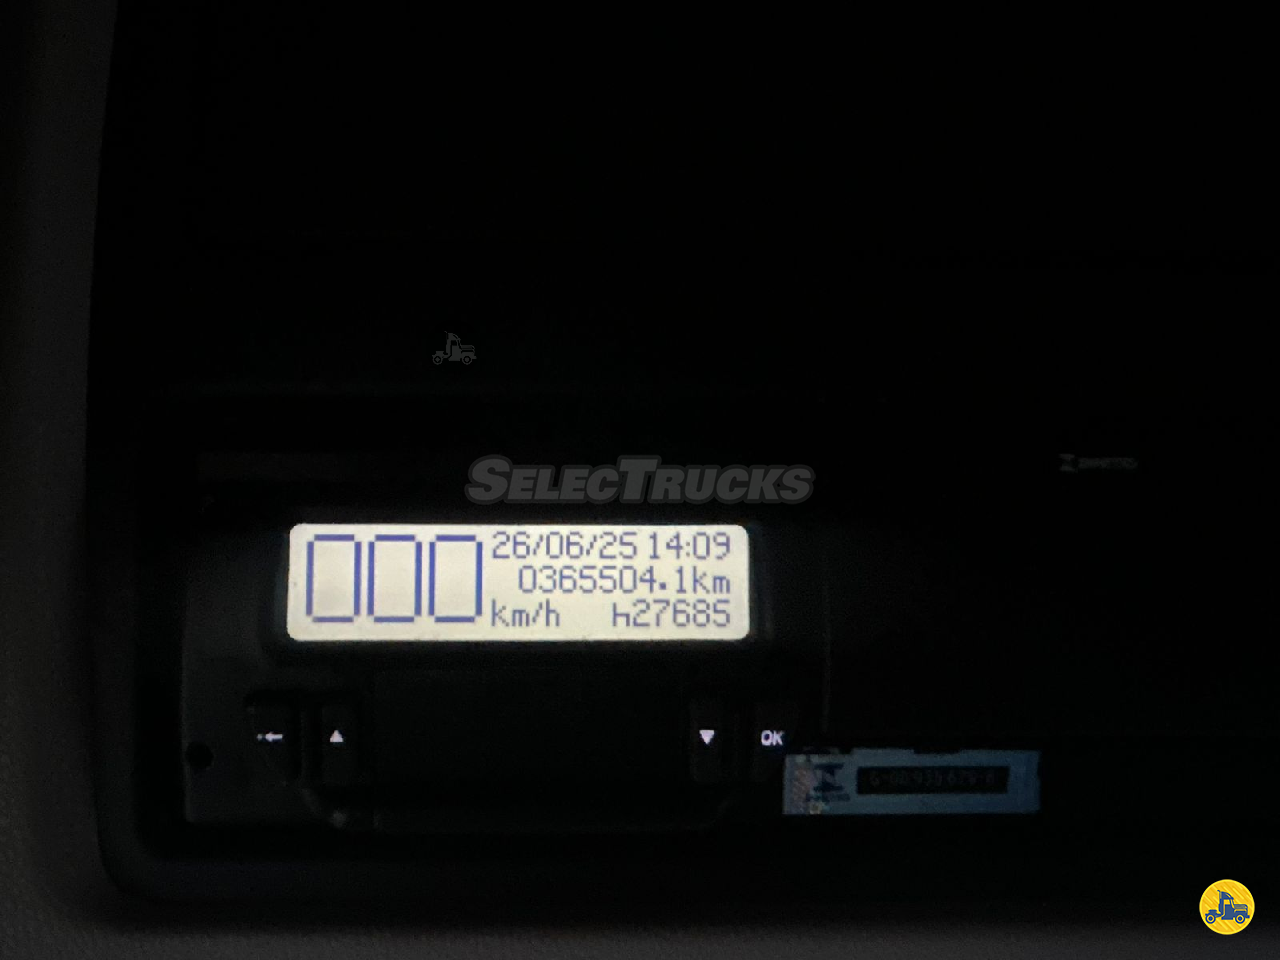 SELECTRUCKS
000
26/06/25 14:09
0365504.1km
km/h h27685
OK